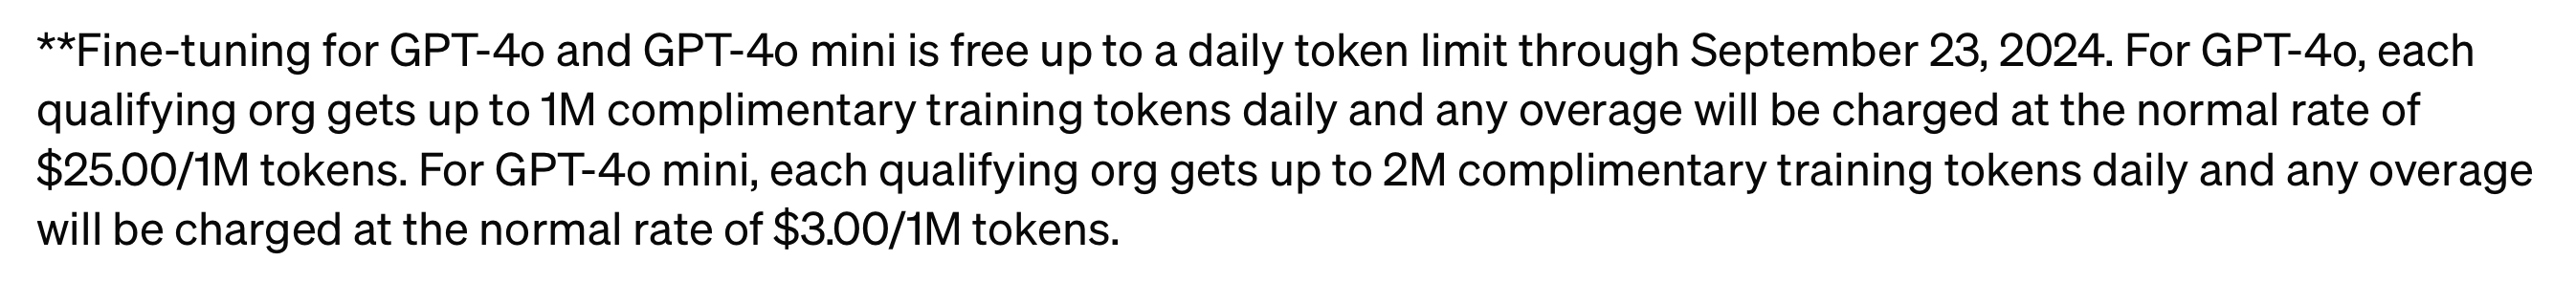 **Fine-tuning for GPT-4o and GPT-4o mini is free up to a daily token limit through September 23, 2024. For GPT-4o, each
qualifying org gets up to 1M complimentary training tokens daily and any overage will be charged at the normal rate of
$25.00/1M tokens. For GPT-4o mini, each qualifying org gets up to 2M complimentary training tokens daily and any overage
will be charged at the normal rate of $3.00/1M tokens.